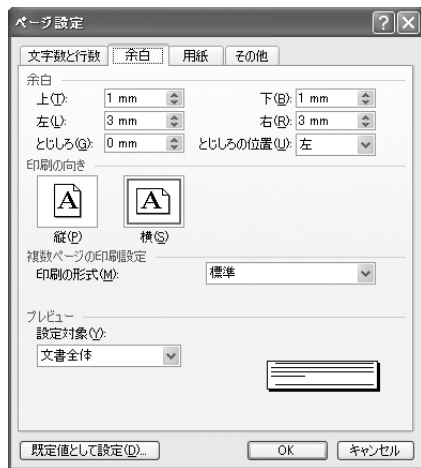 ページ設定
文字数と行数 余白 用紙 その他
余白
上(T): 1 mm 下(B): 1 mm
左(L): 3 mm 右(R): 3 mm
とじしろ(G): 0 mm とじしろの位置(U): 左
印刷の向き
A A
縦(P) 横(S)
複数ページの印刷設定
印刷の形式(M): 標準
プレビュー
設定対象(Y):
文書全体
既定値として設定(D)... OK キャンセル